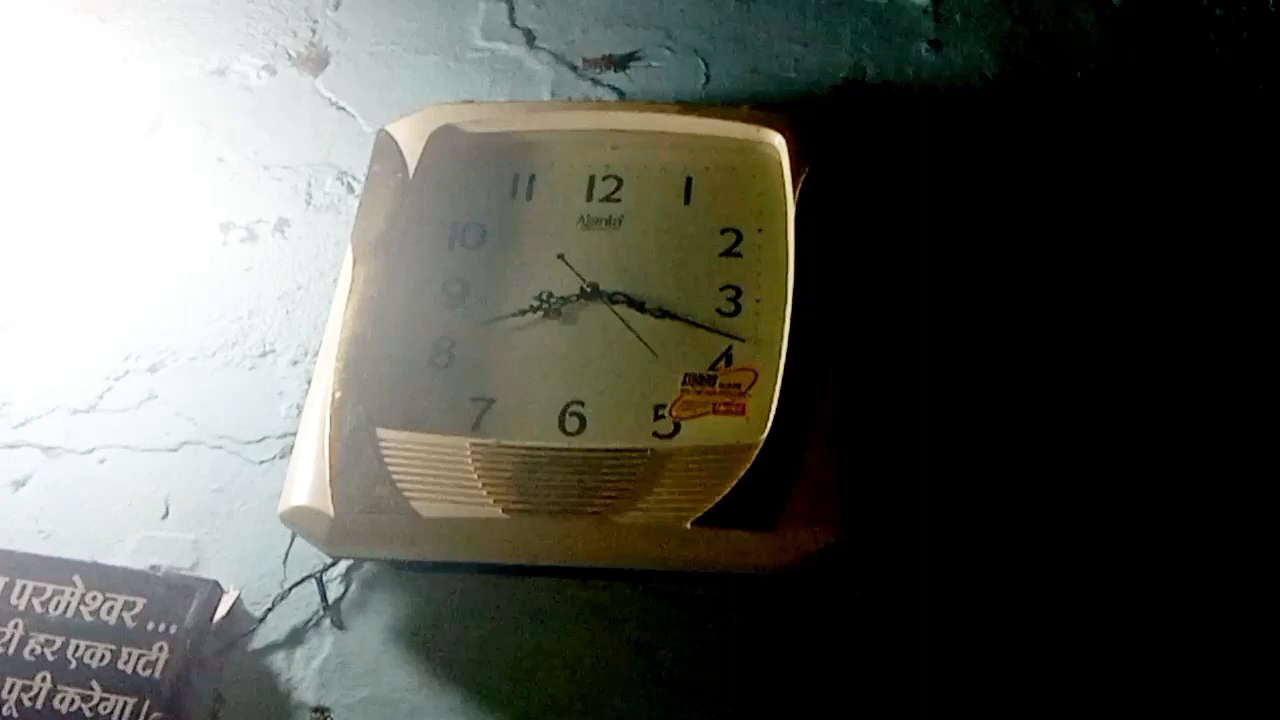 11 12 1
Ajanta
10 2
9 3
8 4
7 6 5
परमेश्वर ...
हर एक घटी
पूरी करेगा।